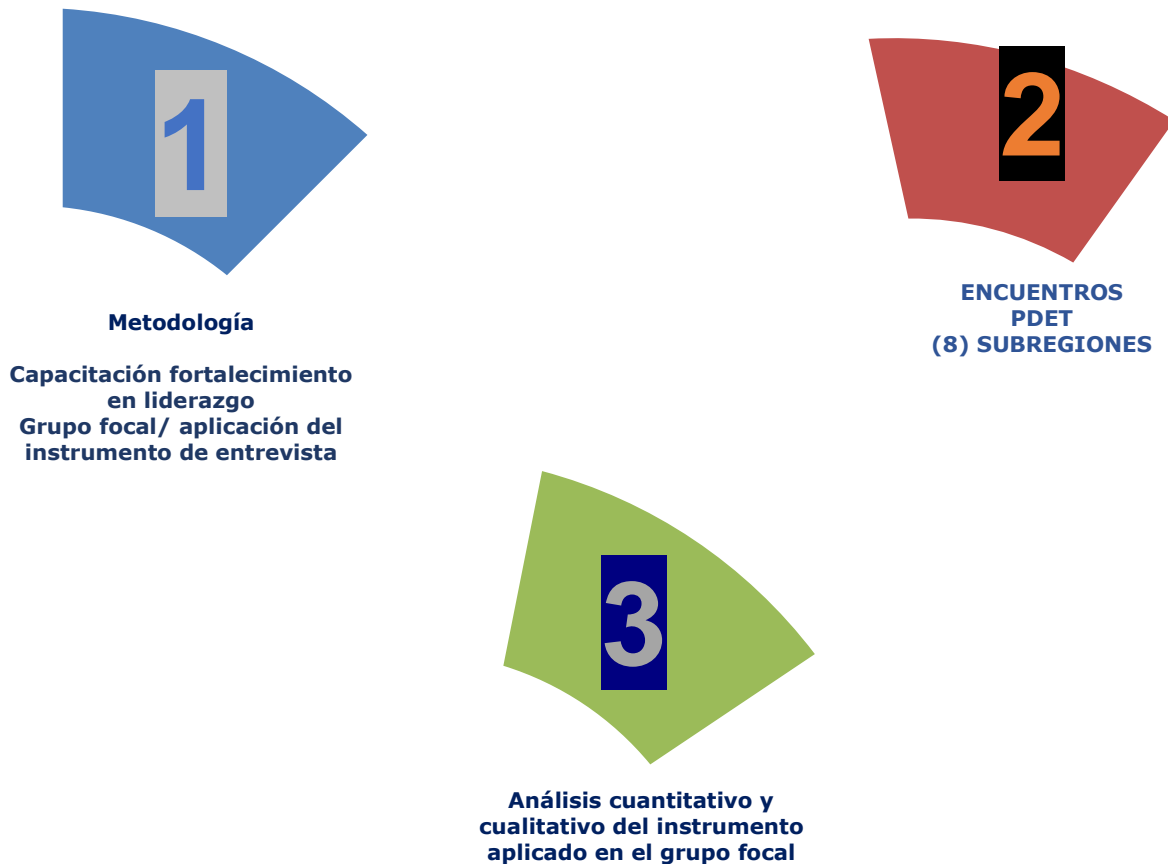 1
Metodología
Capacitación fortalecimiento
en liderazgo
Grupo focal/ aplicación del
instrumento de entrevista
2
ENCUENTROS
PDET
(8) SUBREGIONES
3
Análisis cuantitativo y
cualitativo del instrumento
aplicado en el grupo focal